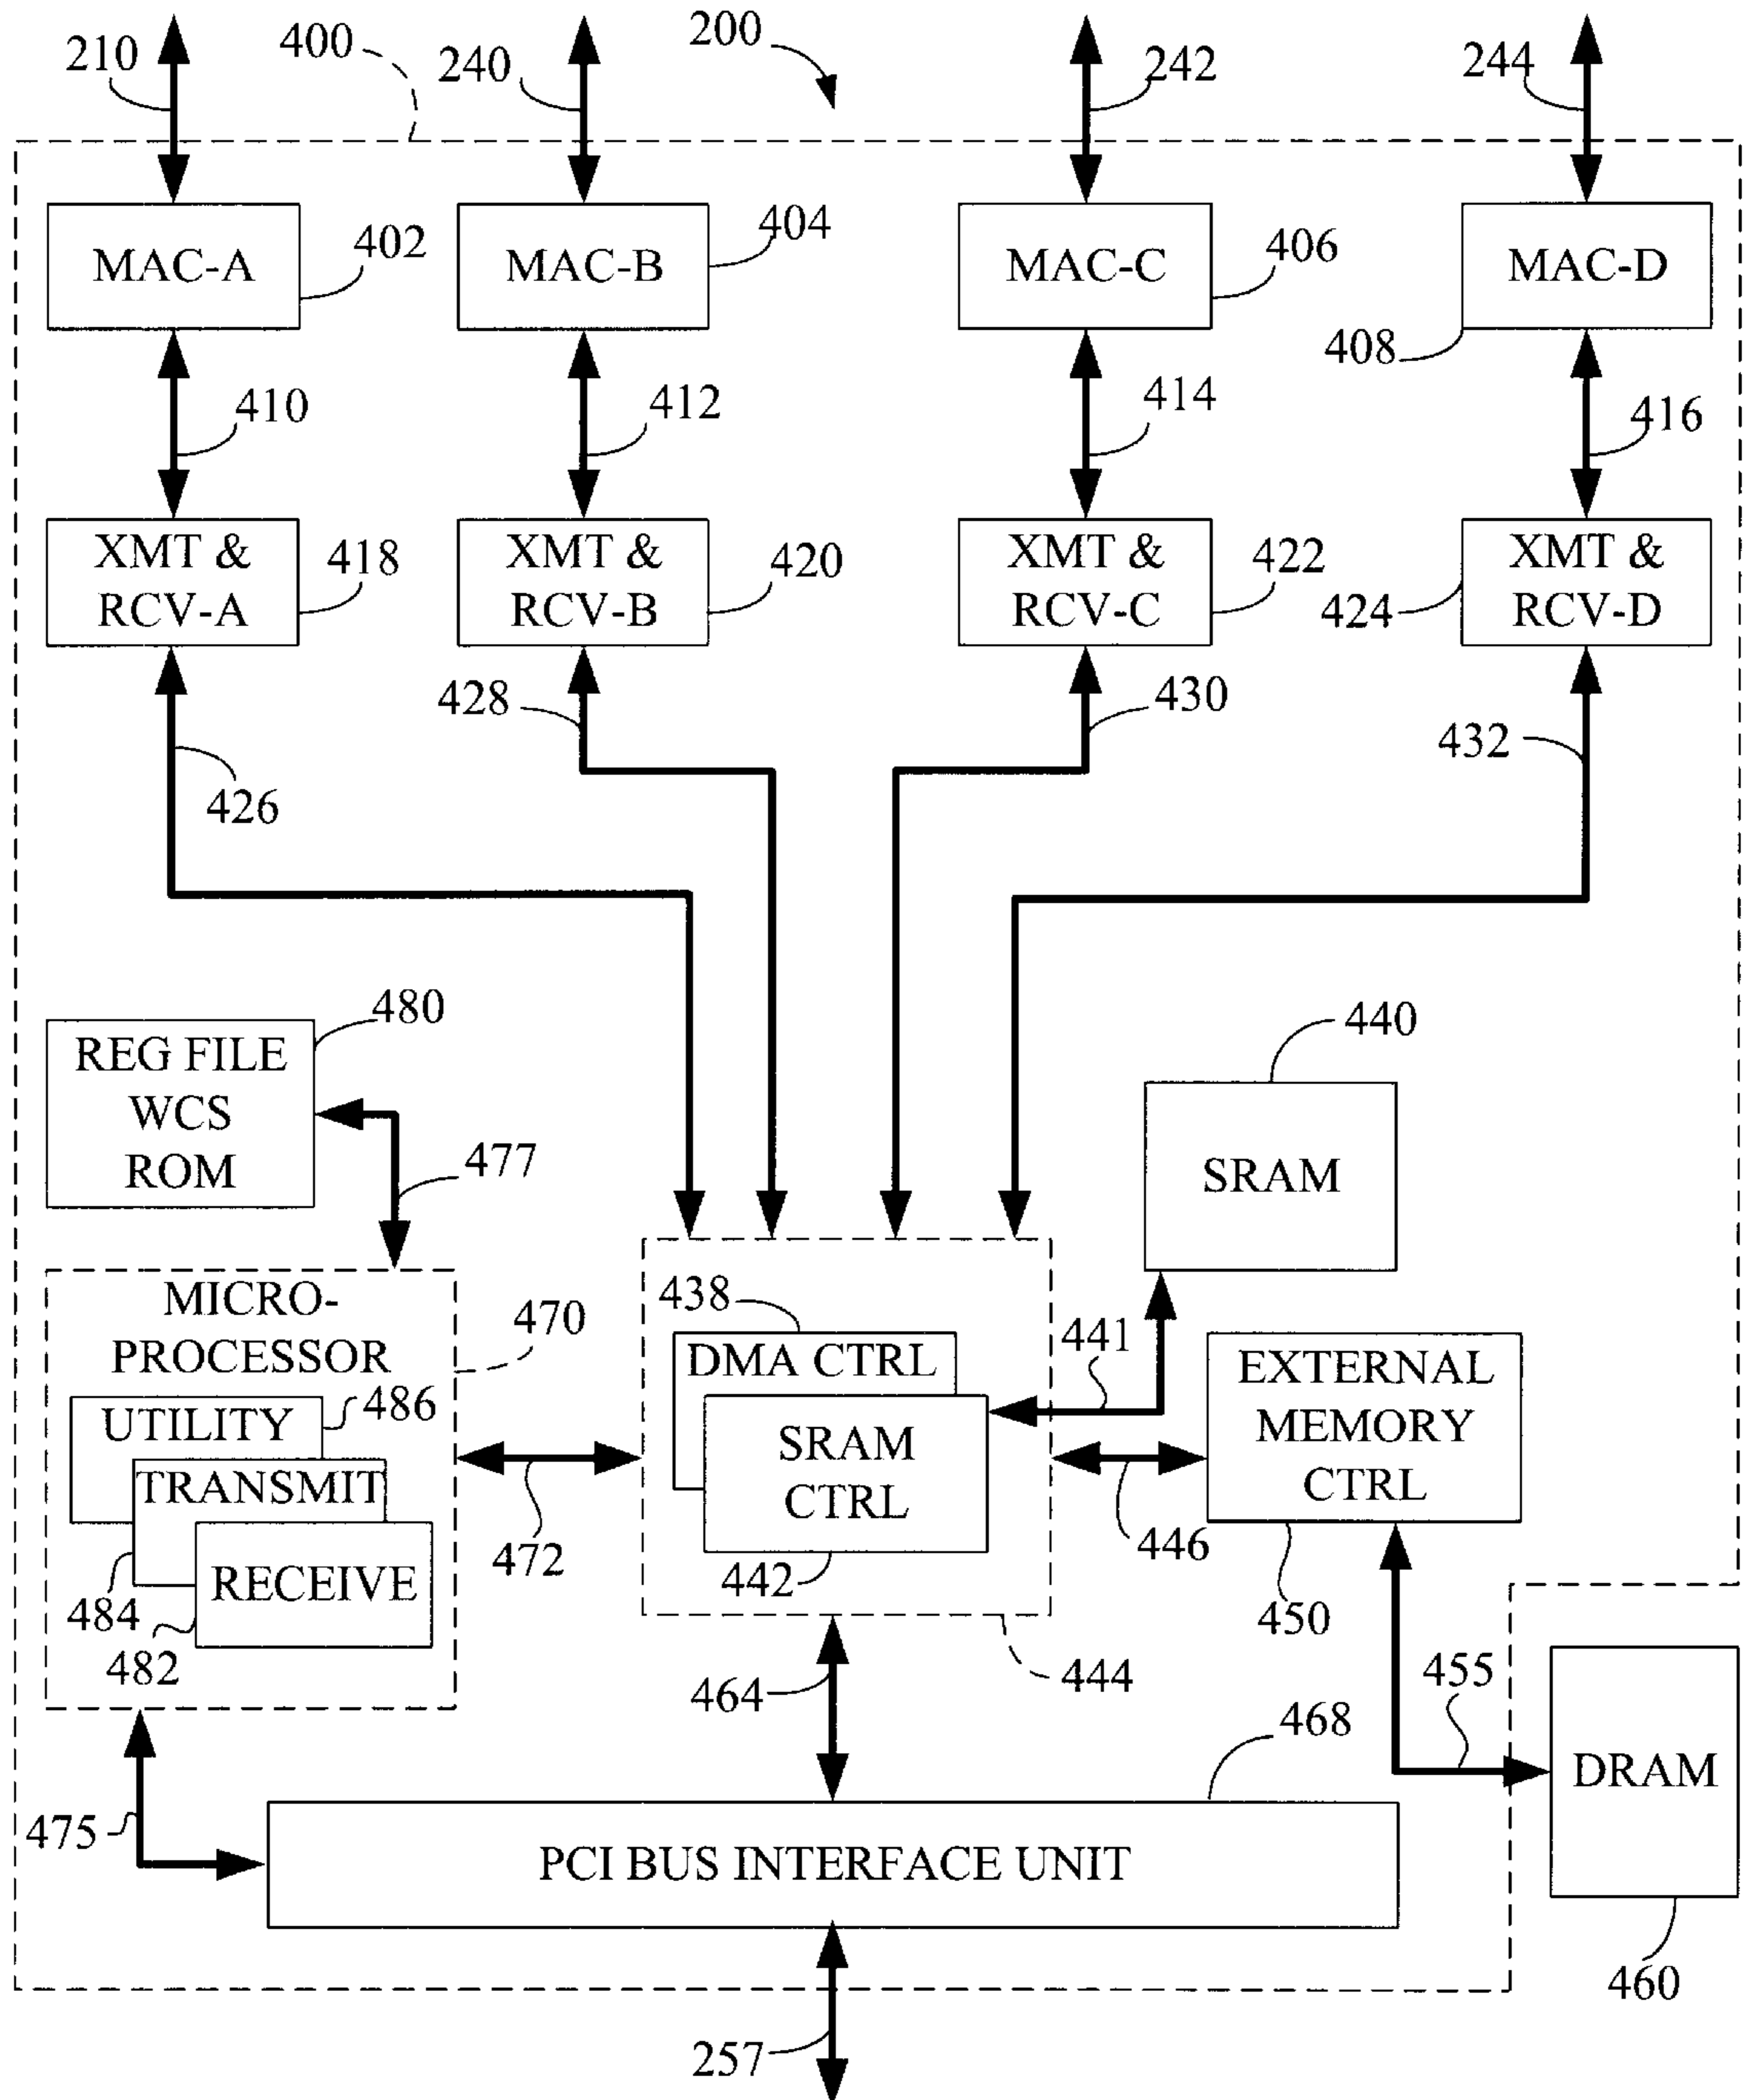 210
400
240
200
242
244
MAC-A
402
MAC-B
404
MAC-C
406
MAC-D
408
410
412
414
416
XMT &
RCV-A
418
XMT &
RCV-B
420
XMT &
RCV-C
422
XMT &
RCV-D
424
426
428
430
432
480
REG FILE
WCS
ROM
477
440
SRAM
MICRO-
PROCESSOR
470
UTILITY
486
TRANSMIT
484
RECEIVE
482
472
438
DMA CTRL
SRAM
CTRL
442
441
446
EXTERNAL
MEMORY
CTRL
450
464
444
455
468
DRAM
460
475
PCI BUS INTERFACE UNIT
257